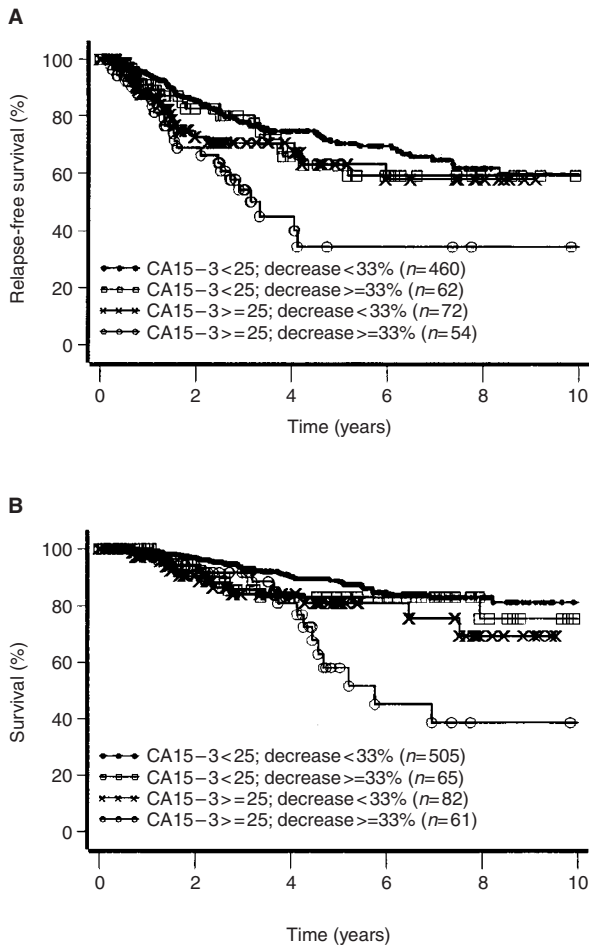 A
100
80
60
40
20
0
Relapse-free survival (%)
CA15–3<25; decrease<33% (n=460)
CA15–3<25; decrease>=33% (n=62)
CA15–3>=25; decrease<33% (n=72)
CA15–3>=25; decrease>=33% (n=54)
0 2 4 6 8 10
Time (years)
B
100
80
60
40
20
0
Survival (%)
CA15–3<25; decrease<33% (n=505)
CA15–3<25; decrease>=33% (n=65)
CA15–3>=25; decrease<33% (n=82)
CA15–3>=25; decrease>=33% (n=61)
0 2 4 6 8 10
Time (years)